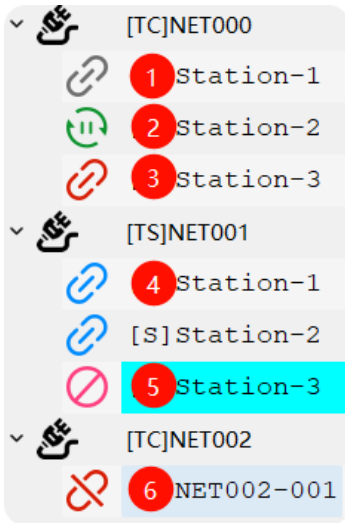 [TC]NET000
1 Station-1
2 Station-2
3 Station-3
[TS]NET001
4 Station-1
[S]Station-2
5 Station-3
[TC]NET002
6 NET002-001